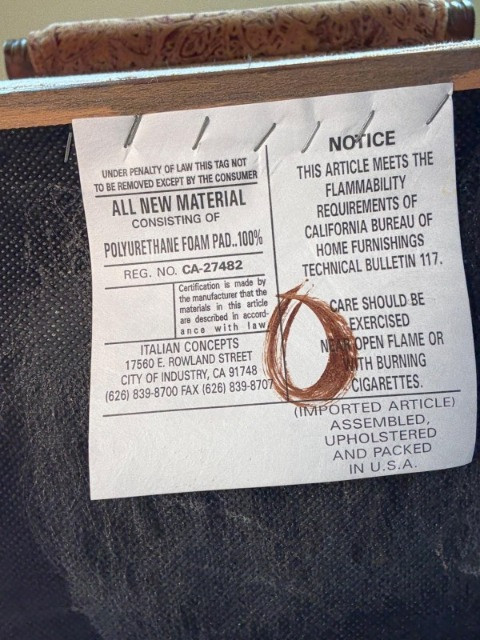 UNDER PENALTY OF LAW THIS TAG NOT
TO BE REMOVED EXCEPT BY THE CONSUMER
ALL NEW MATERIAL
CONSISTING OF
POLYURETHANE FOAM PAD..100%
REG. NO. CA-27482
Certification is made by
the manufacturer that the
materials in this article
are described in accord-
ance with law
ITALIAN CONCEPTS
17560 E. ROWLAND STREET
CITY OF INDUSTRY, CA 91748
(626) 839-8700 FAX (626) 839-8707
NOTICE
THIS ARTICLE MEETS THE
FLAMMABILITY
REQUIREMENTS OF
CALIFORNIA BUREAU OF
HOME FURNISHINGS
TECHNICAL BULLETIN 117.
CARE SHOULD BE
EXERCISED
NEAR OPEN FLAME OR
WITH BURNING
CIGARETTES.
(IMPORTED ARTICLE)
ASSEMBLED,
UPHOLSTERED
AND PACKED
IN U.S.A.